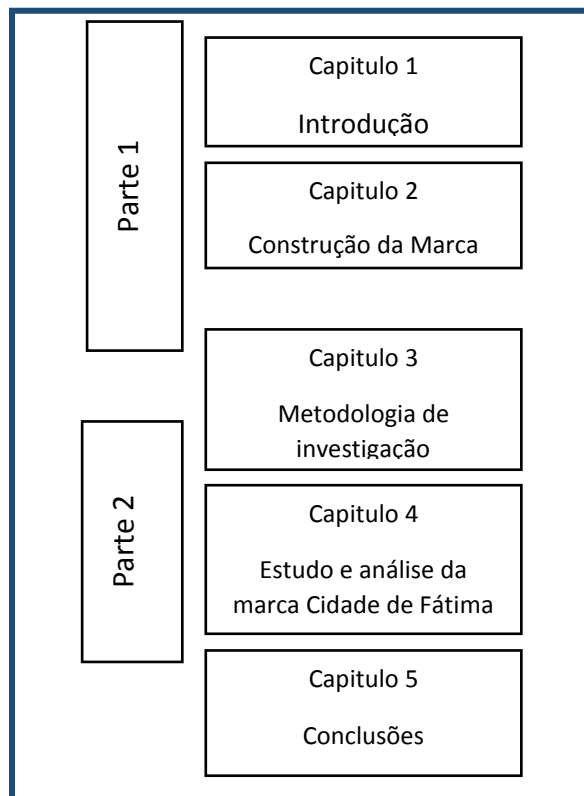 Parte 1
Capitulo 1
Introdução
Capitulo 2
Construção da Marca
Capitulo 3
Metodologia de
investigação
Parte 2
Capitulo 4
Estudo e análise da
marca Cidade de Fátima
Capitulo 5
Conclusões